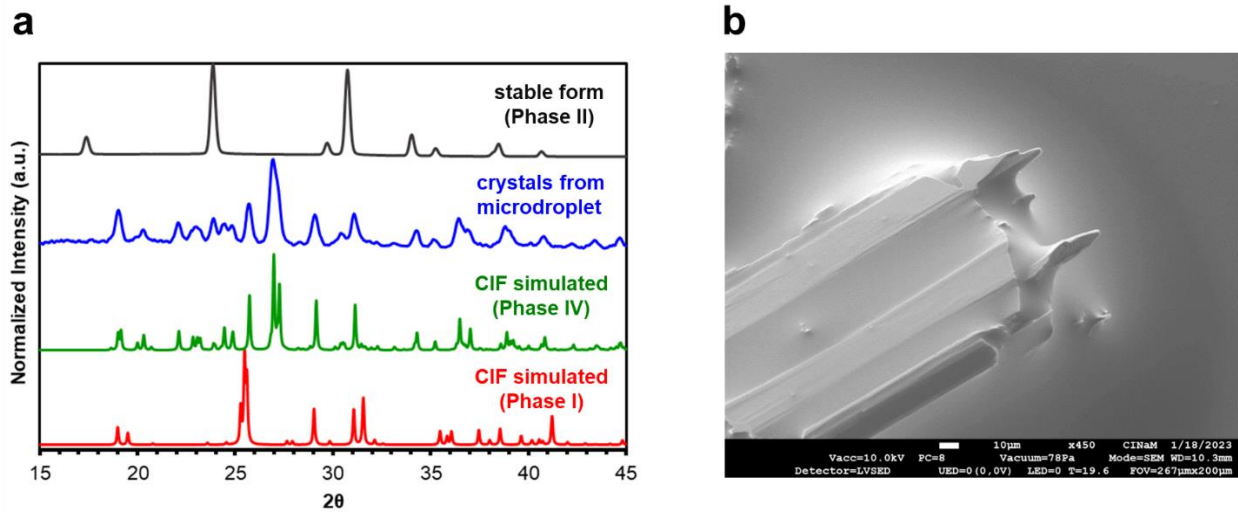 a
b
Normalized Intensity (a.u.)
stable form
(Phase II)
crystals from
microdroplet
CIF simulated
(Phase IV)
CIF simulated
(Phase I)
15 20 25 30 35 40 45
2θ
10μm x450 CINaM 1/18/2023
Vacc=10.0kV PC=8 Vacuum=78Pa Mode=SEM WD=10.3mm
Detector=LVSED UED=0(0,0V) LED=0 T=19.6 FOV=267μmx200μm